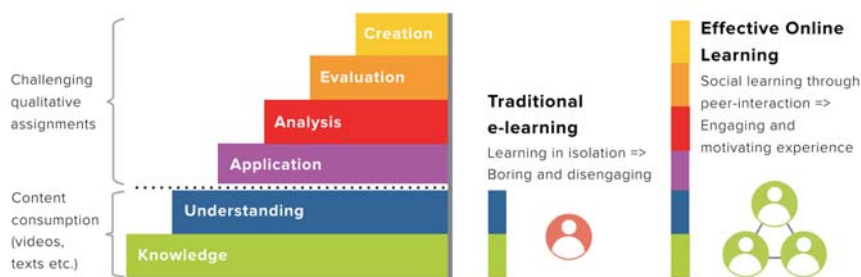 Challenging
qualitative
assignments
Content
consumption
(videos,
texts etc.)
Creation
Evaluation
Analysis
Application
Understanding
Knowledge
Traditional
e-learning
Learning in isolation =>
Boring and disengaging
Effective Online
Learning
Social learning through
peer-interaction =>
Engaging and
motivating experience